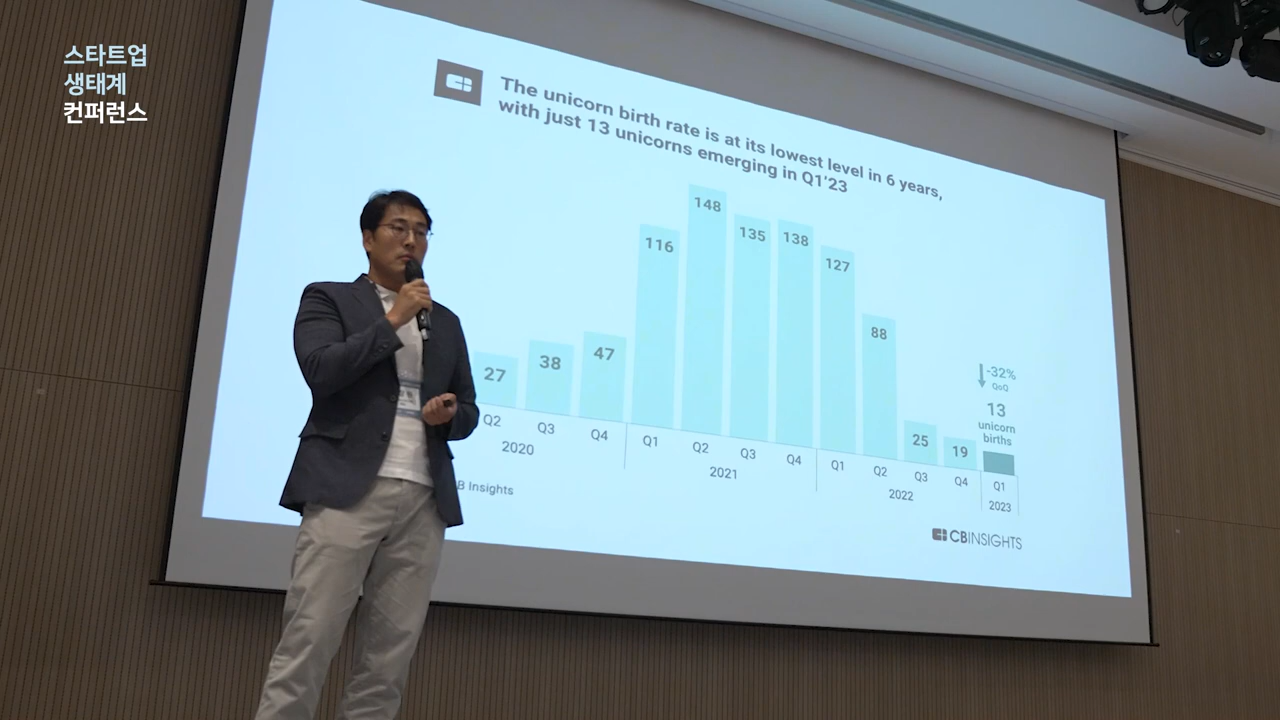 스타트업
생태계
컨퍼런스
The unicorn birth rate is at its lowest level in 6 years,
with just 13 unicorns emerging in Q1'23
27
38
47
116
148
135
138
127
88
25
19
-32%
QoQ
13
unicorn
births
Q2
Q3
Q4
Q1
Q2
Q3
Q4
Q1
Q2
Q3
Q4
Q1
2020
2021
2022
2023
B Insights
CBINSIGHTS